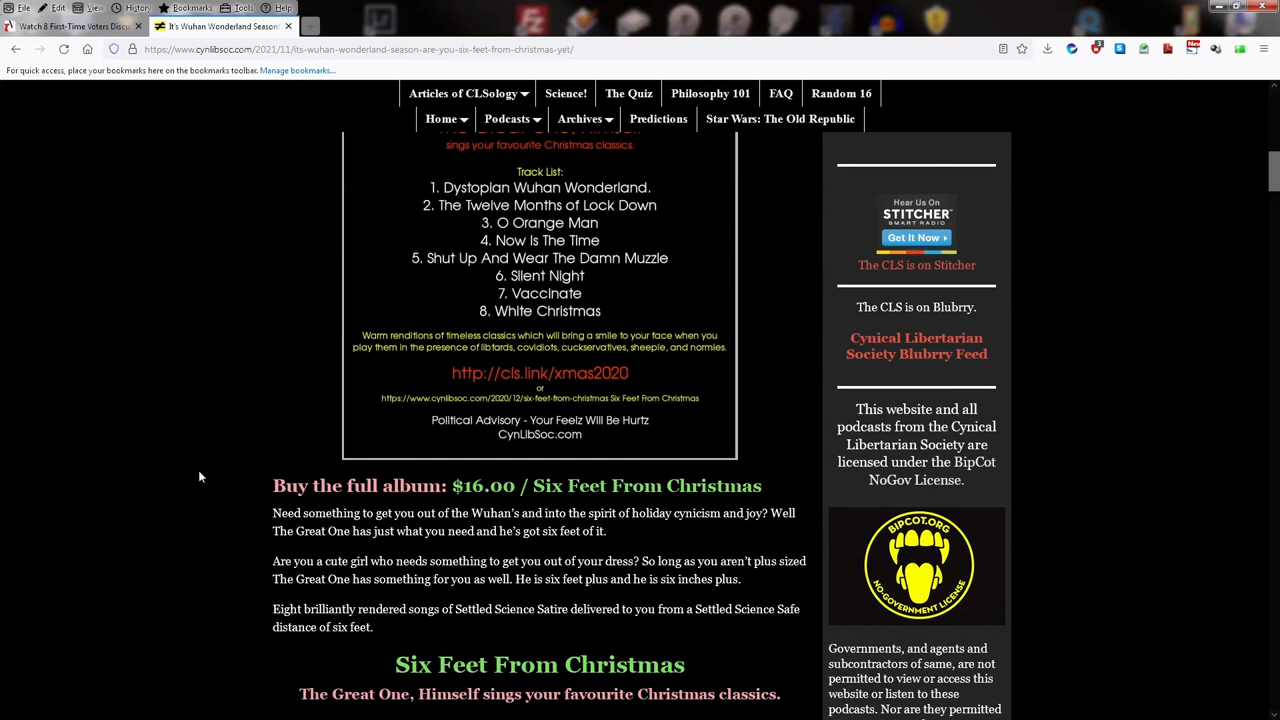 File Edit View History Bookmarks Tools Help
Watch 8 First-Time Voters Discu
It's Wuhan Wonderland Season
https://www.cynlibsoc.com/2021/11/its-wuhan-wonderland-season-are-you-six-feet-from-christmas-yet/
3
New
For quick access, place your bookmarks here on the bookmarks toolbar. Manage bookmarks...
Articles of CLSology Science! The Quiz Philosophy 101 FAQ Random 16
Home Podcasts Archives Predictions Star Wars: The Old Republic
sings your favourite Christmas classics.
Track List:
1. Dystopian Wuhan Wonderland.
2. The Twelve Months of Lock Down
3. O Orange Man
4. Now Is The Time
5. Shut Up And Wear The Damn Muzzle
6. Silent Night
7. Vaccinate
8. White Christmas
Warm renditions of timeless classics which will bring a smile to your face when you
play them in the presence of libtards, covidiots, cuckservatives, sheeple, and normies.
http://cls.link/xmas2020
or
https://www.cynlibsoc.com/2020/12/six-feet-from-christmas Six Feet From Christmas
Political Advisory - Your Feelz Will Be Hurtz
CynLibSoc.com
Buy the full album: $16.00 / Six Feet From Christmas
Need something to get you out of the Wuhan's and into the spirit of holiday cynicism and joy? Well
The Great One has just what you need and he's got six feet of it.
Are you a cute girl who needs something to get you out of your dress? So long as you aren't plus sized
The Great One has something for you as well. He is six feet plus and he is six inches plus.
Eight brilliantly rendered songs of Settled Science Satire delivered to you from a Settled Science Safe
distance of six feet.
Six Feet From Christmas
The Great One, Himself sings your favourite Christmas classics.
Hear Us On
STITCHER
SMART RADIO
Get It Now
The CLS is on Stitcher
The CLS is on Blubrry.
Cynical Libertarian
Society Blubrry Feed
This website and all
podcasts from the Cynical
Libertarian Society are
licensed under the BipCot
NoGov License.
BIPCOT.ORG
NO-GOVERNMENT LICENSE
Governments, and agents and
subcontractors of same, are not
permitted to view or access this
website or listen to these
podcasts. Nor are they permitted